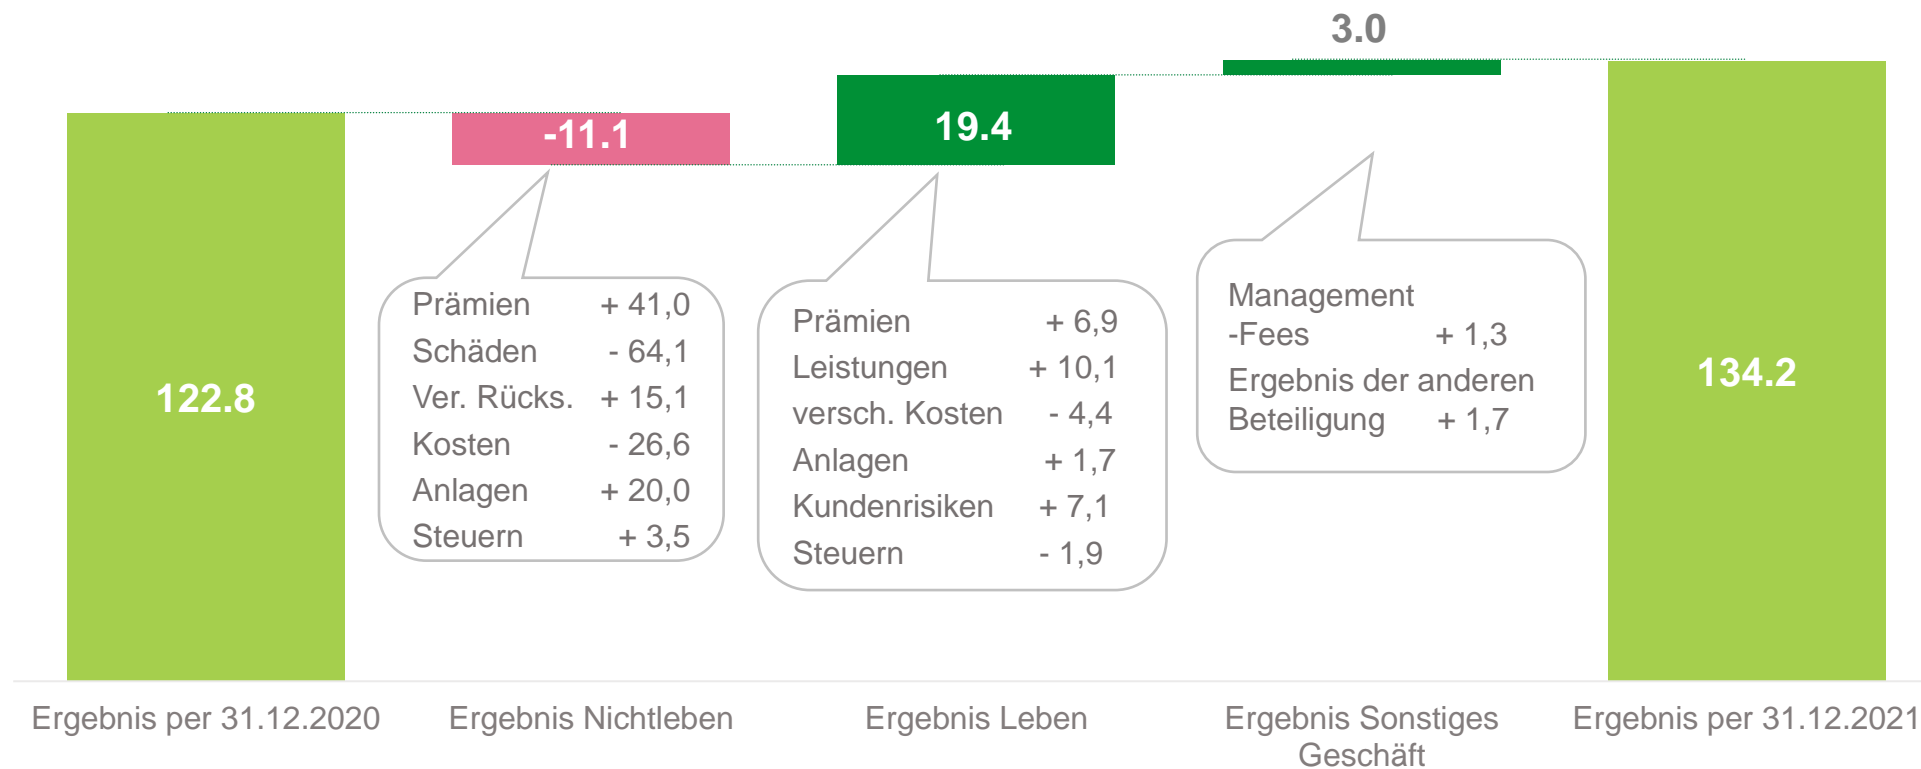 3.0
-11.1
19.4
122.8
134.2
Prämien + 41,0
Schäden - 64,1
Ver. Rücks. + 15,1
Kosten - 26,6
Anlagen + 20,0
Steuern + 3,5
Prämien + 6,9
Leistungen + 10,1
versch. Kosten - 4,4
Anlagen + 1,7
Kundenrisiken + 7,1
Steuern - 1,9
Management
-Fees + 1,3
Ergebnis der anderen
Beteiligung + 1,7
Ergebnis per 31.12.2020
Ergebnis Nichtleben
Ergebnis Leben
Ergebnis Sonstiges
Geschäft
Ergebnis per 31.12.2021